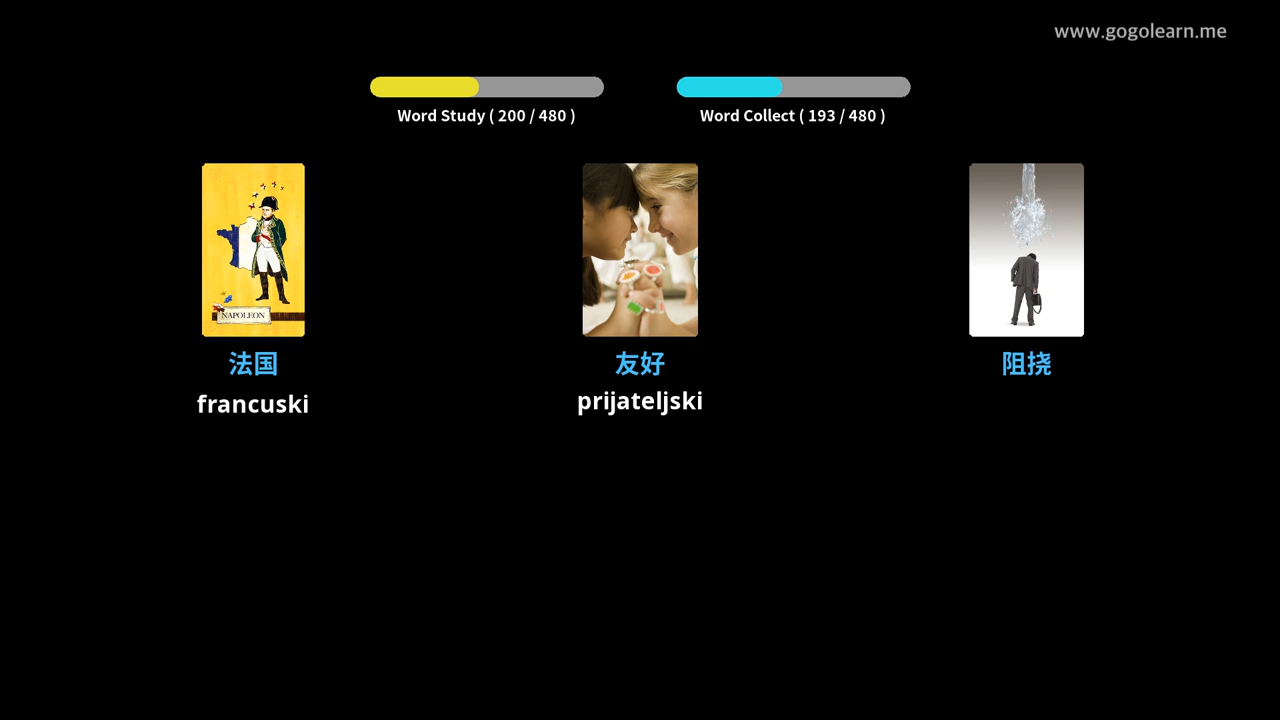 www.gogolearn.me
Word Study ( 200 / 480 )
Word Collect ( 193 / 480 )
NAPOLEON
法国
友好
阻挠
francuski
prijateljski